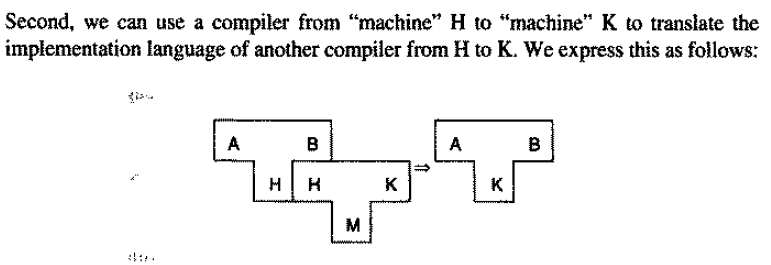 Second, we can use a compiler from “machine” H to “machine” K to translate the
implementation language of another compiler from H to K. We express this as follows:
A B A B
H H K ⇒ K
M